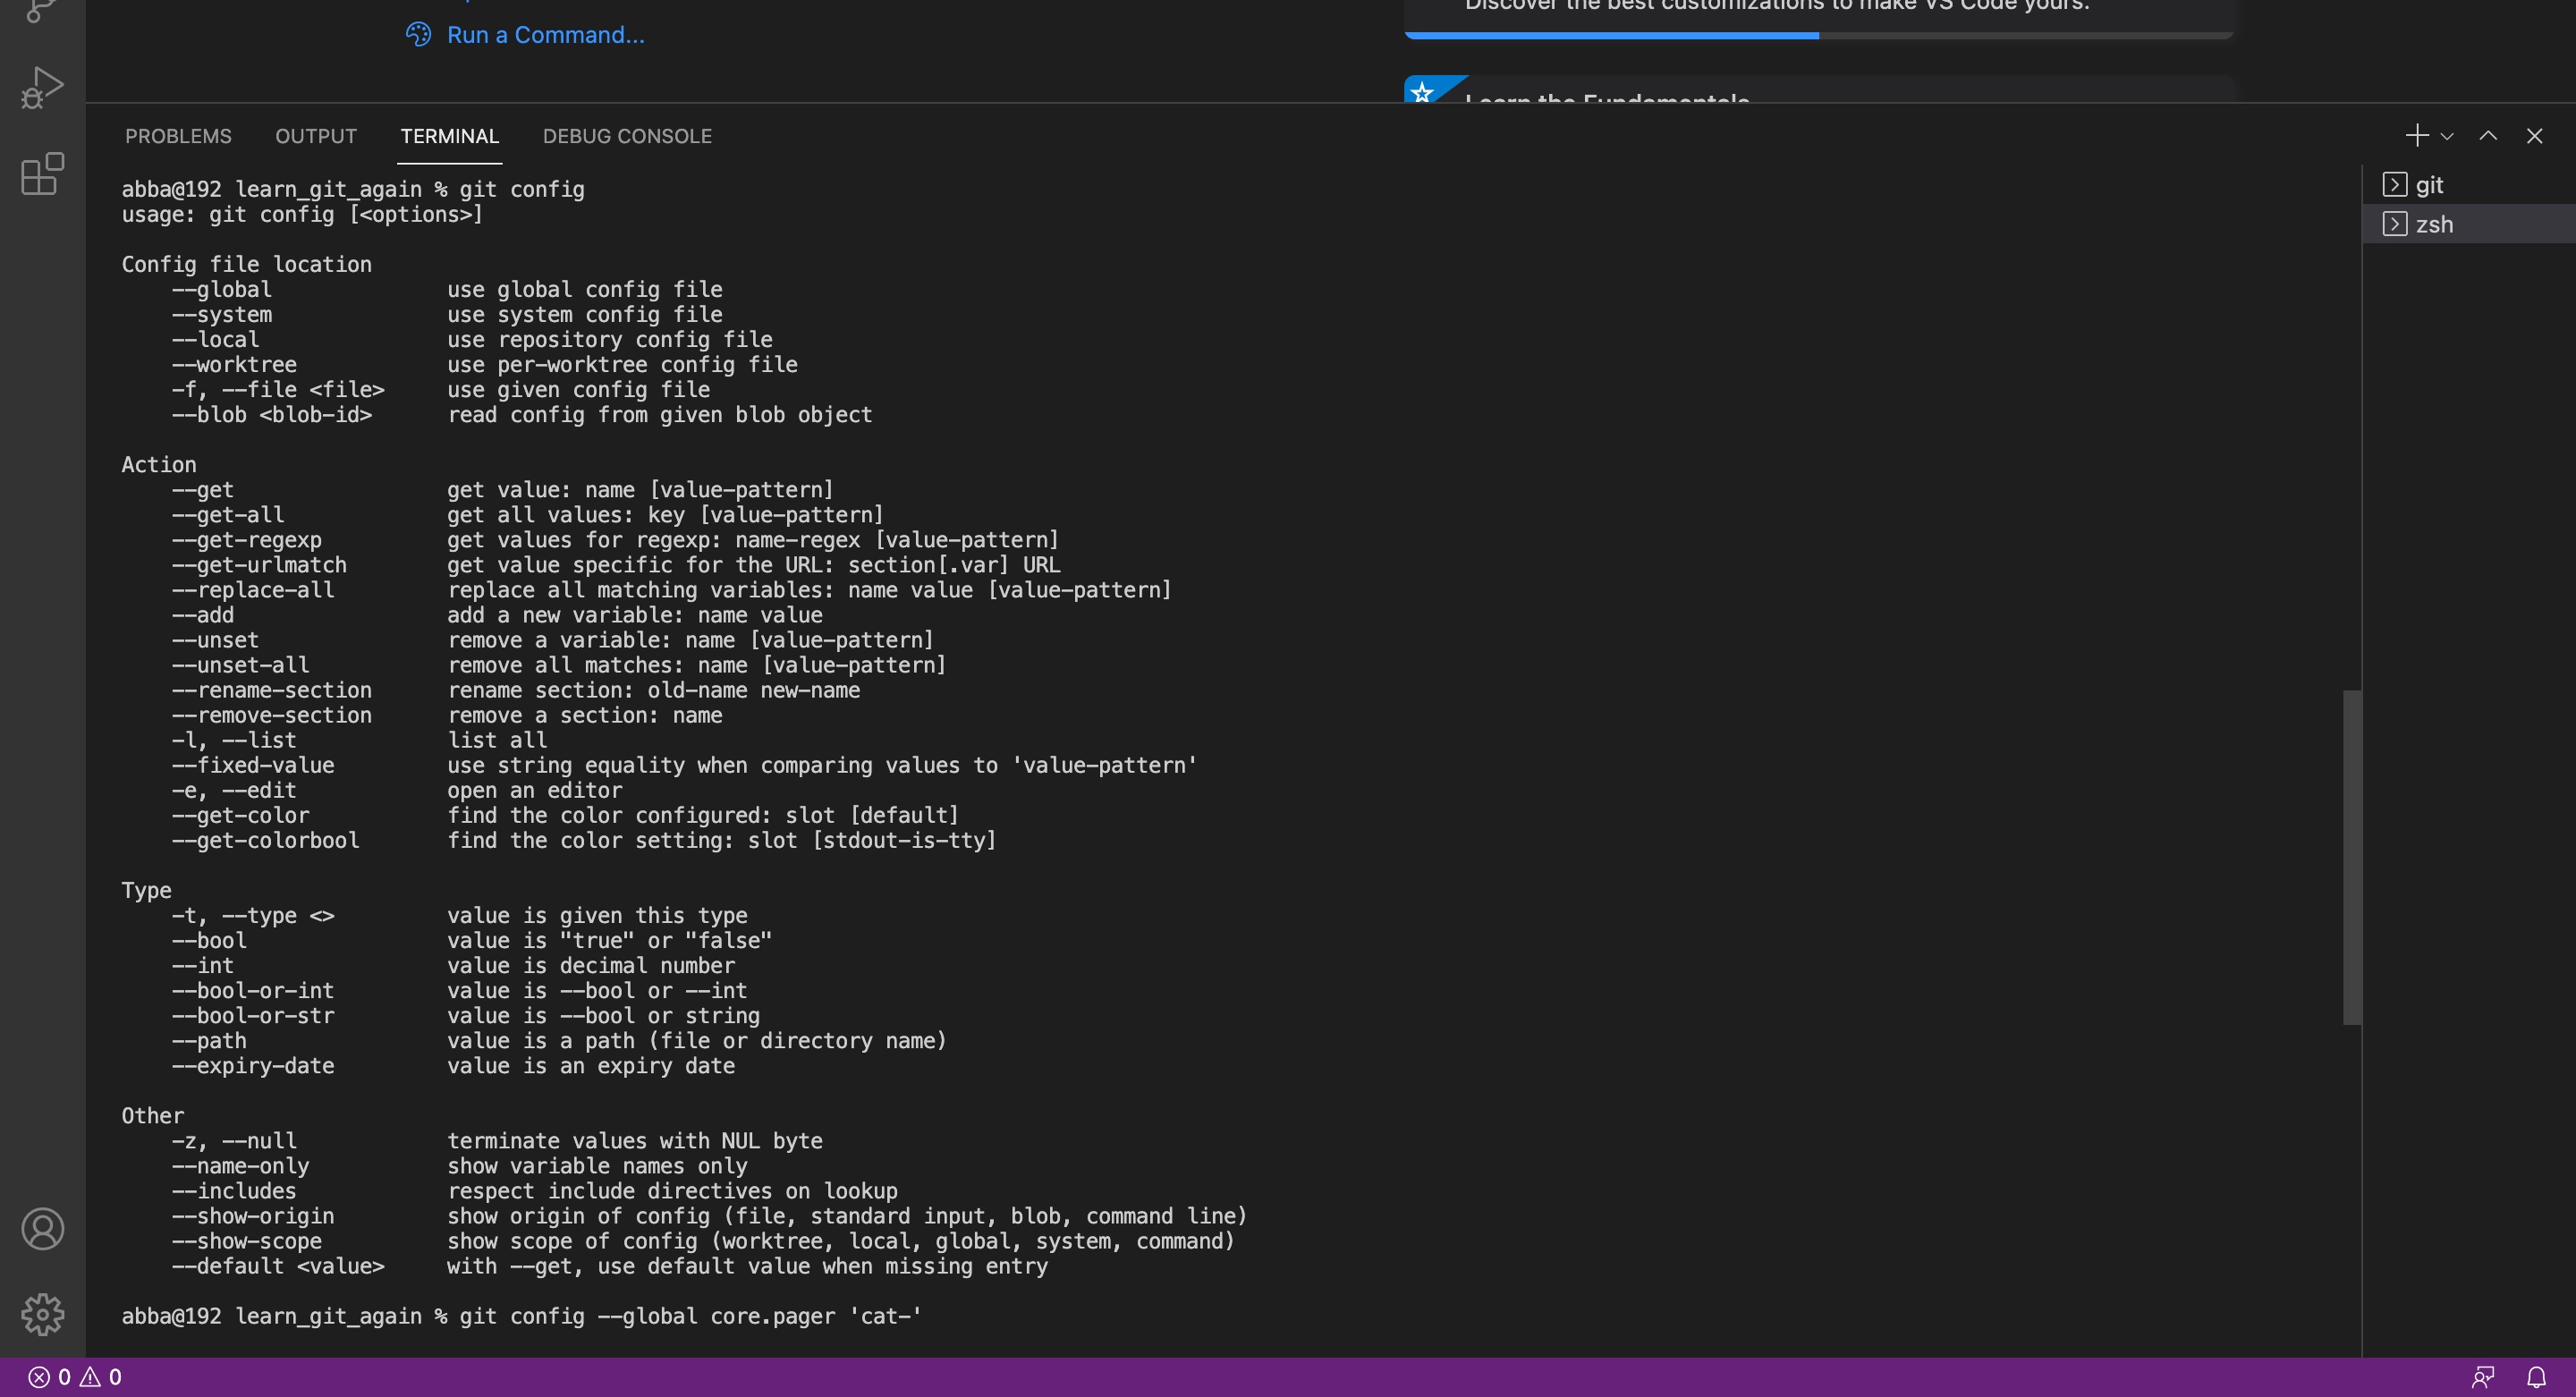 Discover the best customizations to make VS Code yours.
Run a Command...
Learn the Fundamentals
PROBLEMS OUTPUT TERMINAL DEBUG CONSOLE
git
zsh
abba@192 learn_git_again % git config
usage: git config [<options>]
Config file location
--global use global config file
--system use system config file
--local use repository config file
--worktree use per-worktree config file
-f, --file <file> use given config file
--blob <blob-id> read config from given blob object
Action
--get get value: name [value-pattern]
--get-all get all values: key [value-pattern]
--get-regexp get values for regexp: name-regex [value-pattern]
--get-urlmatch get value specific for the URL: section[.var] URL
--replace-all replace all matching variables: name value [value-pattern]
--add add a new variable: name value
--unset remove a variable: name [value-pattern]
--unset-all remove all matches: name [value-pattern]
--rename-section rename section: old-name new-name
--remove-section remove a section: name
-l, --list list all
--fixed-value use string equality when comparing values to 'value-pattern'
-e, --edit open an editor
--get-color find the color configured: slot [default]
--get-colorbool find the color setting: slot [stdout-is-tty]
Type
-t, --type <> value is given this type
--bool value is "true" or "false"
--int value is decimal number
--bool-or-int value is --bool or --int
--bool-or-str value is --bool or string
--path value is a path (file or directory name)
--expiry-date value is an expiry date
Other
-z, --null terminate values with NUL byte
--name-only show variable names only
--includes respect include directives on lookup
--show-origin show origin of config (file, standard input, blob, command line)
--show-scope show scope of config (worktree, local, global, system, command)
--default <value> with --get, use default value when missing entry
abba@192 learn_git_again % git config --global core.pager 'cat-'
0 0